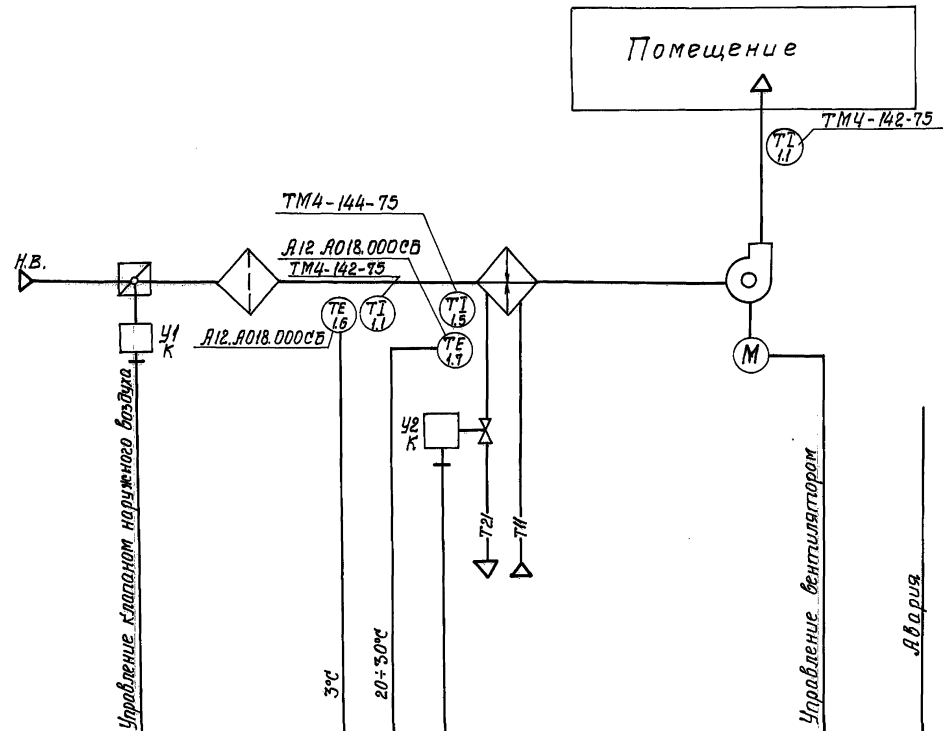 Помещение
ТМ4-142-75
TI
1.1
ТМ4-144-75
А12.А018.000СБ
ТМ4-142-75
Н.В.
TE
1.6
TI
1.1
TI
1.5
TE
1.7
А12.А018.000СБ
У1
К
М
У2
К
Т21
Т11
3°С
20÷30°С
Управление клапаном наружного воздуха
Управление вентилятором
Авария